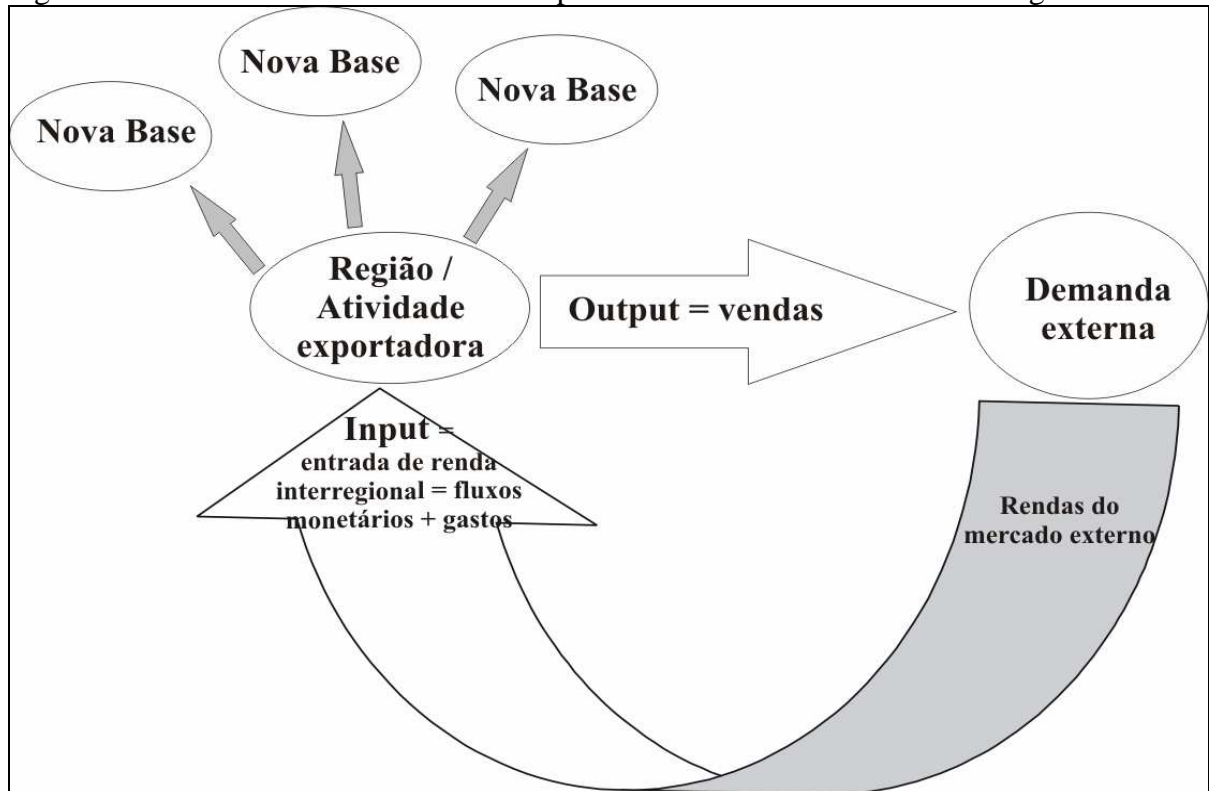 Nova Base
Nova Base
Nova Base
Região /
Atividade
exportadora
Output = vendas
Demanda
externa
Input =
entrada de renda
interregional = fluxos
monetários + gastos
Rendas do
mercado externo